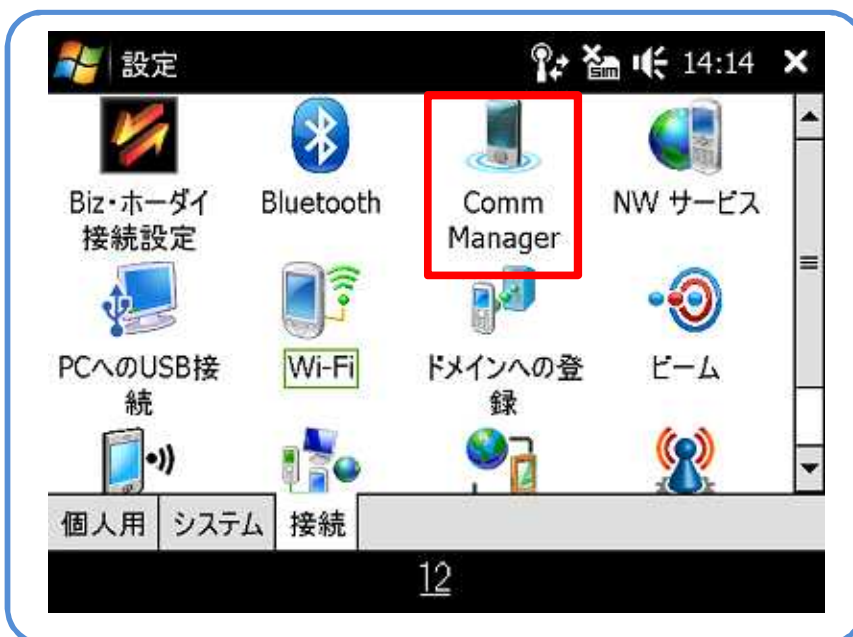 設定 14:14
Biz・ホーダイ
接続設定
Bluetooth
Comm
Manager
NW サービス
PCへのUSB接
続
Wi-Fi
ドメインへの登
録
ビーム
個人用 システム 接続
12